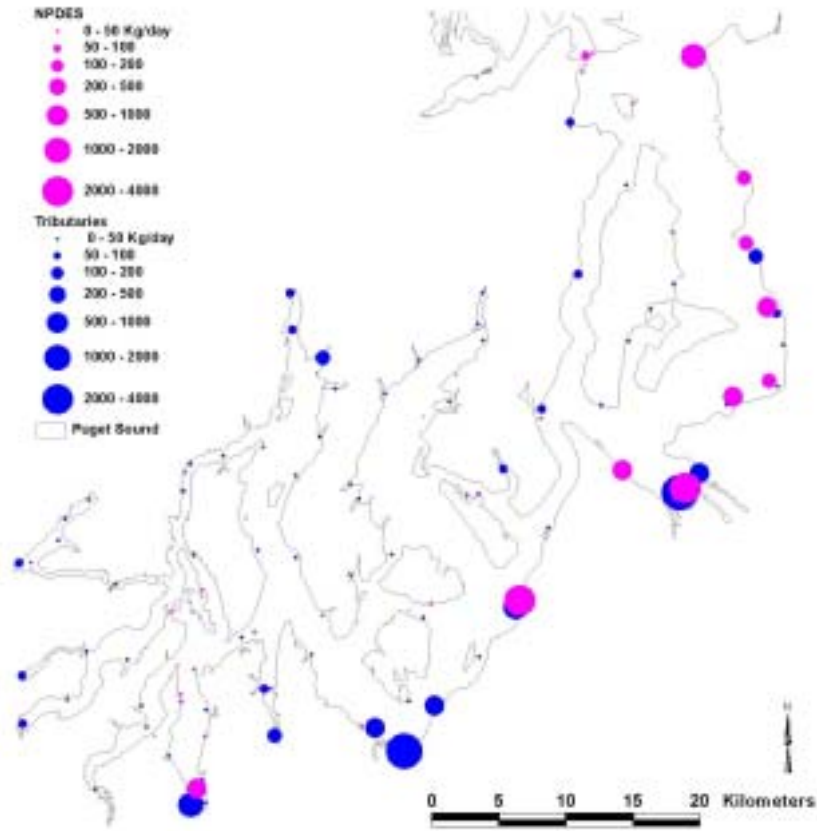 NPDES
0 - 50 Kg/day
50 - 100
100 - 200
200 - 500
500 - 1000
1000 - 2000
2000 - 4000
Tributaries
0 - 50 Kg/day
50 - 100
100 - 200
200 - 500
500 - 1000
1000 - 2000
2000 - 4000
Puget Sound
N
0 5 10 15 20 Kilometers